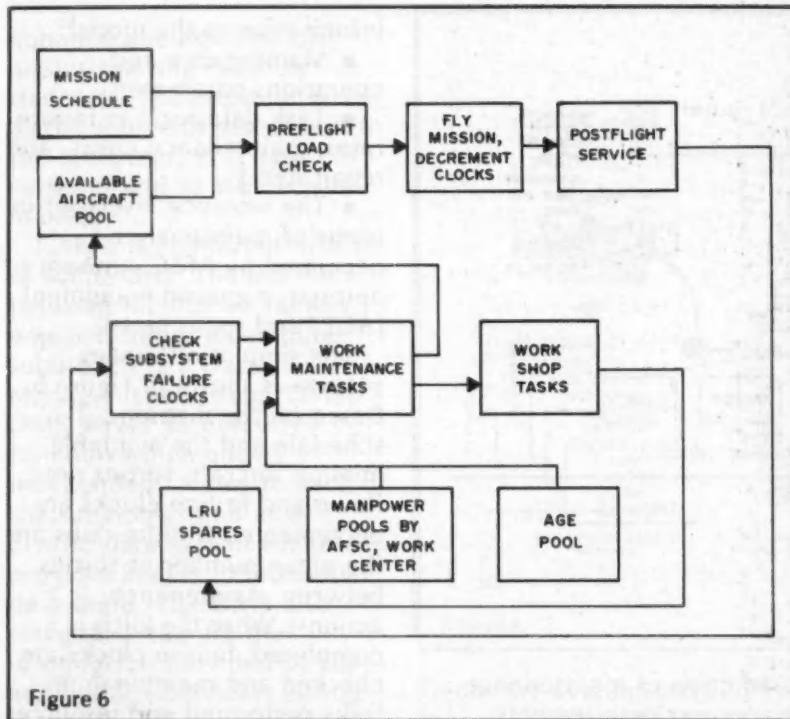 MISSION
SCHEDULE
AVAILABLE
AIRCRAFT
POOL
PREFLIGHT
LOAD
CHECK
FLY
MISSION,
DECREMENT
CLOCKS
POSTFLIGHT
SERVICE
CHECK
SUBSYSTEM
FAILURE
CLOCKS
WORK
MAINTENANCE
TASKS
WORK
SHOP
TASKS
LRU
SPARES
POOL
MANPOWER
POOLS BY
AFSC, WORK
CENTER
AGE
POOL
Figure 6